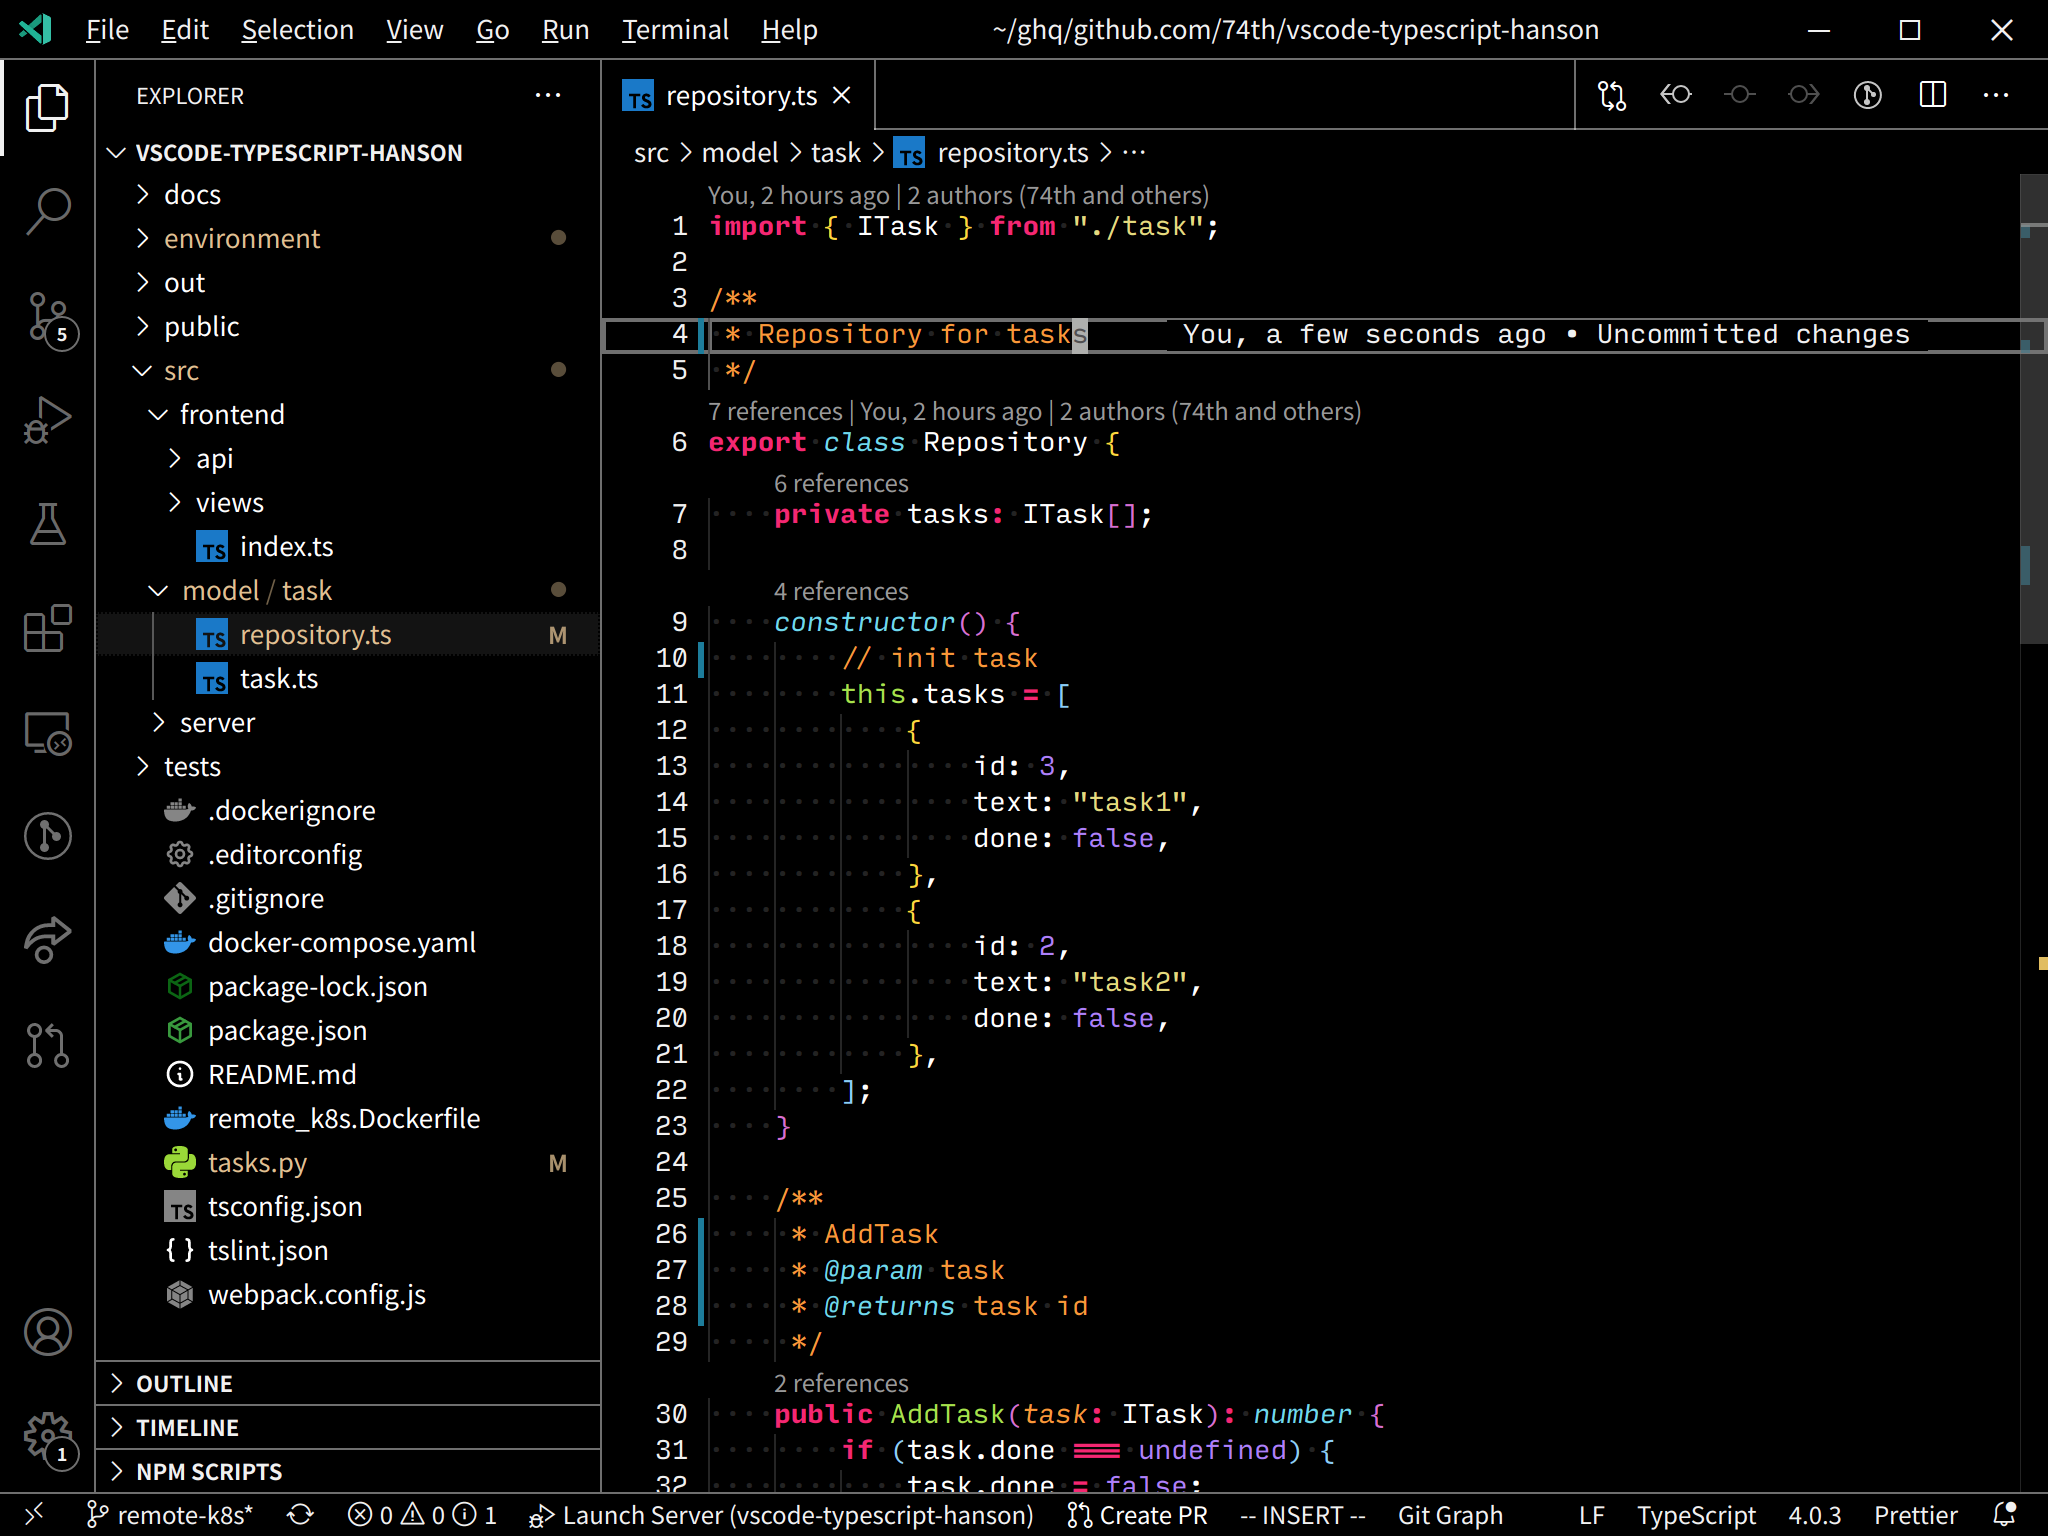 File Edit Selection View Go Run Terminal Help ~/ghq/github.com/74th/vscode-typescript-hanson
EXPLORER
VSCODE-TYPESCRIPT-HANSON
docs
environment
out
public
src
frontend
api
views
TS index.ts
model / task
TS repository.ts M
TS task.ts
server
tests
.dockerignore
.editorconfig
.gitignore
docker-compose.yaml
package-lock.json
package.json
README.md
remote_k8s.Dockerfile
tasks.py M
TS tsconfig.json
{} tslint.json
webpack.config.js
OUTLINE
TIMELINE
NPM SCRIPTS
5
1
TS repository.ts
src > model > task > TS repository.ts > ...
You, 2 hours ago | 2 authors (74th and others)
1 import { ITask } from "./task";
2
3 /**
4 * Repository for tasks You, a few seconds ago • Uncommitted changes
5 */
7 references | You, 2 hours ago | 2 authors (74th and others)
6 export class Repository {
6 references
7 private tasks: ITask[];
8
4 references
9 constructor() {
10 // init task
11 this.tasks = [
12 {
13 id: 3,
14 text: "task1",
15 done: false,
16 },
17 {
18 id: 2,
19 text: "task2",
20 done: false,
21 },
22 ];
23 }
24
25 /**
26 * AddTask
27 * @param task
28 * @returns task id
29 */
2 references
30 public AddTask(task: ITask): number {
31 if (task.done === undefined) {
32 task.done = false;
remote-k8s* 0 0 1 Launch Server (vscode-typescript-hanson) Create PR -- INSERT -- Git Graph LF TypeScript 4.0.3 Prettier